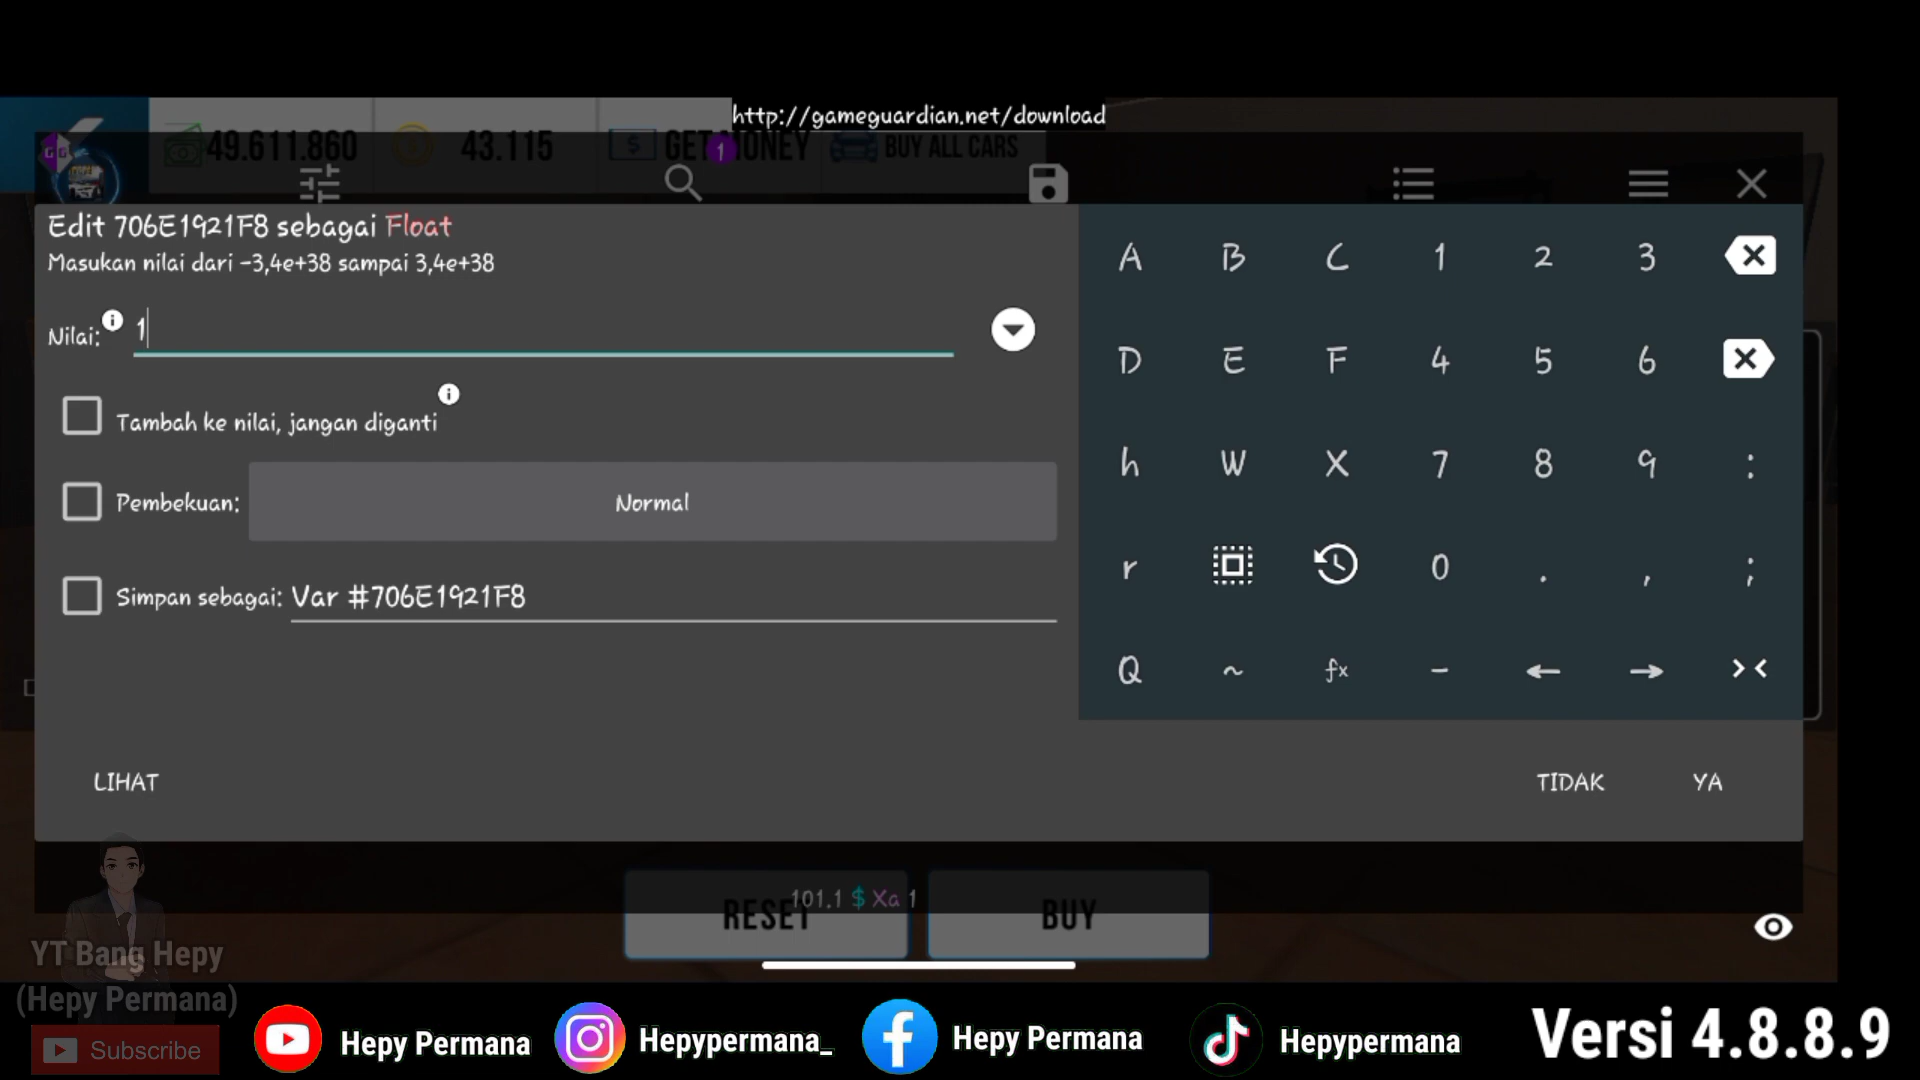 http://gameguardian.net/download
49.611.860
43.115
GET MONEY
1
BUY ALL CARS
GG
Edit 706E1921F8 sebagai Float
Masukan nilai dari -3,4e+38 sampai 3,4e+38
Nilai: 1
Tambah ke nilai, jangan diganti
Pembekuan: Normal
Simpan sebagai: Var #706E1921F8
A B C 1 2 3
D E F 4 5 6
h W X 7 8 9 :
r 0 . , ;
Q ~ fx - ← → ><
LIHAT
TIDAK
YA
101.1 $ Xa 1
RESET
BUY
YT Bang Hepy
(Hepy Permana)
Subscribe
Hepy Permana
Hepypermana_
Hepy Permana
Hepypermana
Versi 4.8.8.9